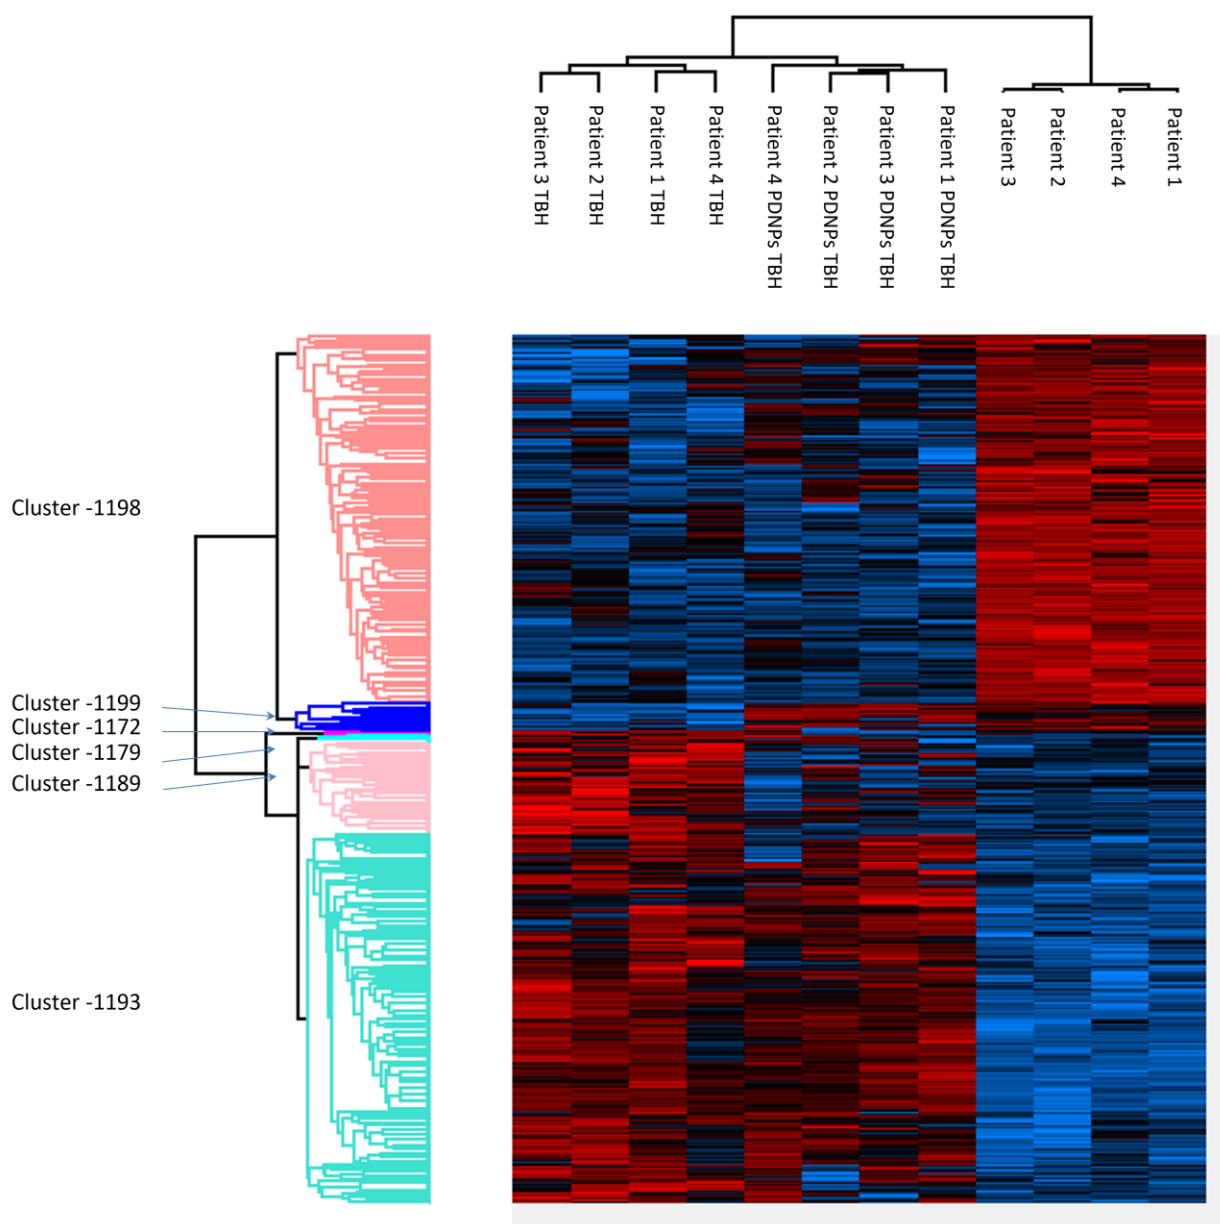 Patient 3 TBH
Patient 2 TBH
Patient 1 TBH
Patient 4 TBH
Patient 4 PDNPs TBH
Patient 2 PDNPs TBH
Patient 3 PDNPs TBH
Patient 1 PDNPs TBH
Patient 3
Patient 2
Patient 4
Patient 1
Cluster -1198
Cluster -1199
Cluster -1172
Cluster -1179
Cluster -1189
Cluster -1193